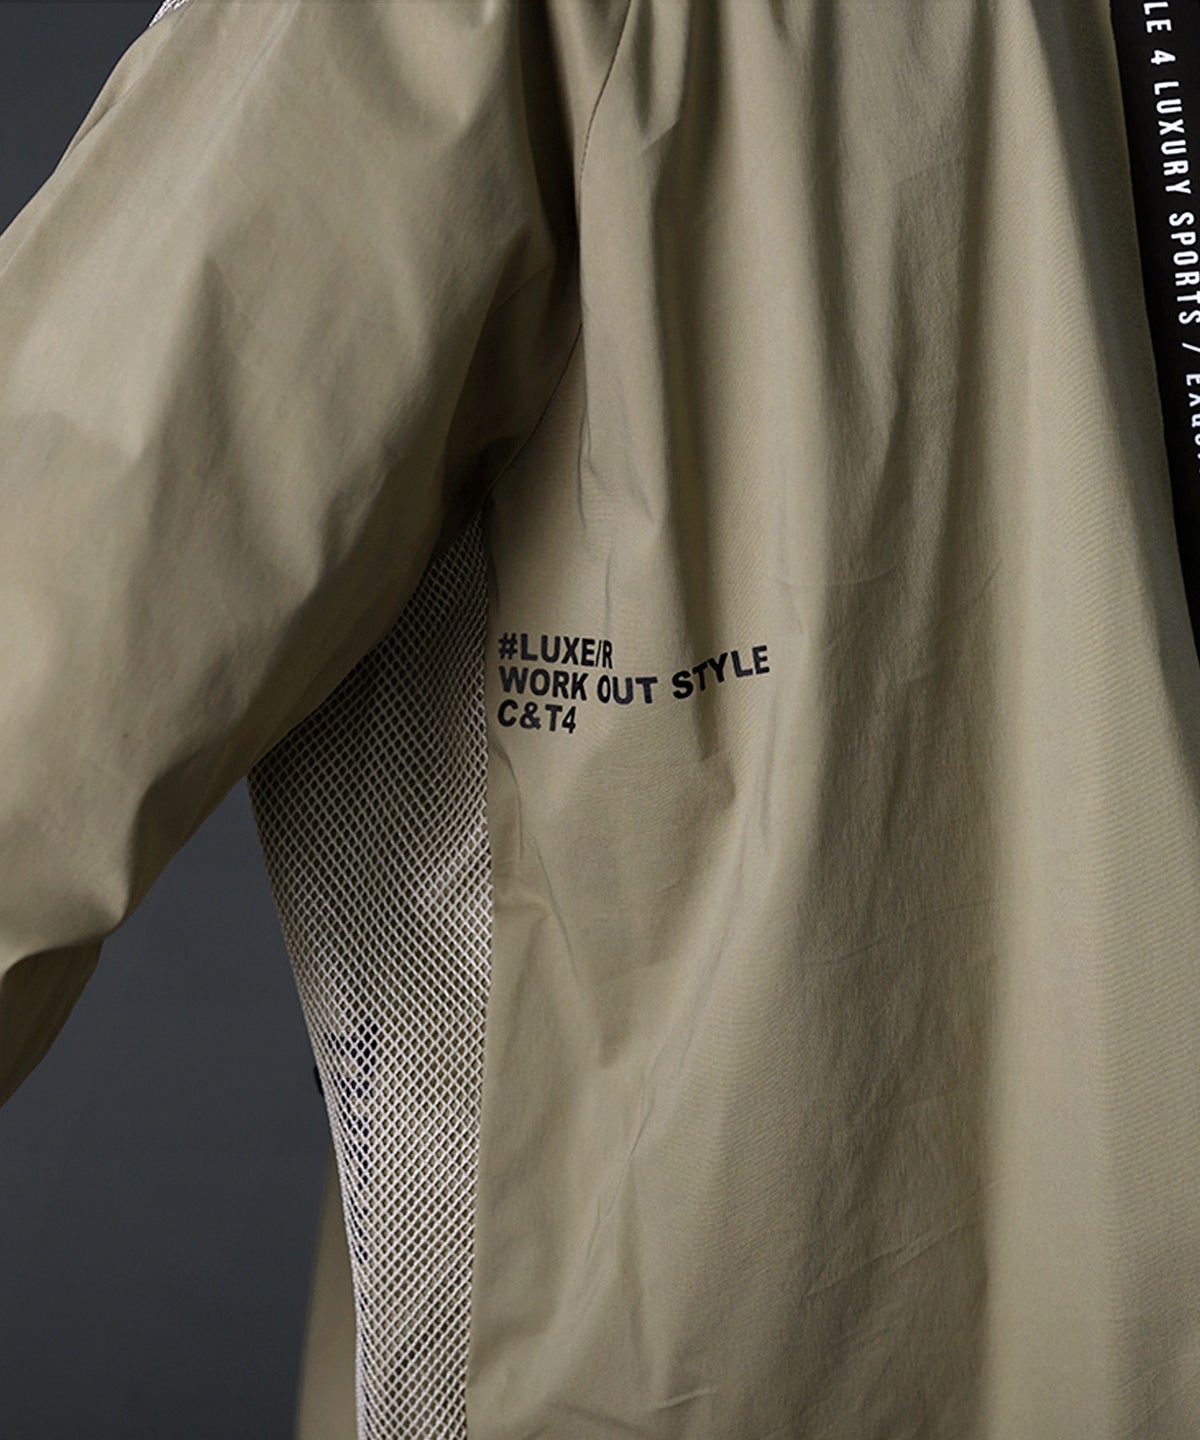 #LUXE/R
WORK OUT STYLE
C&T4
LE 4 LUXURY SPORTS /